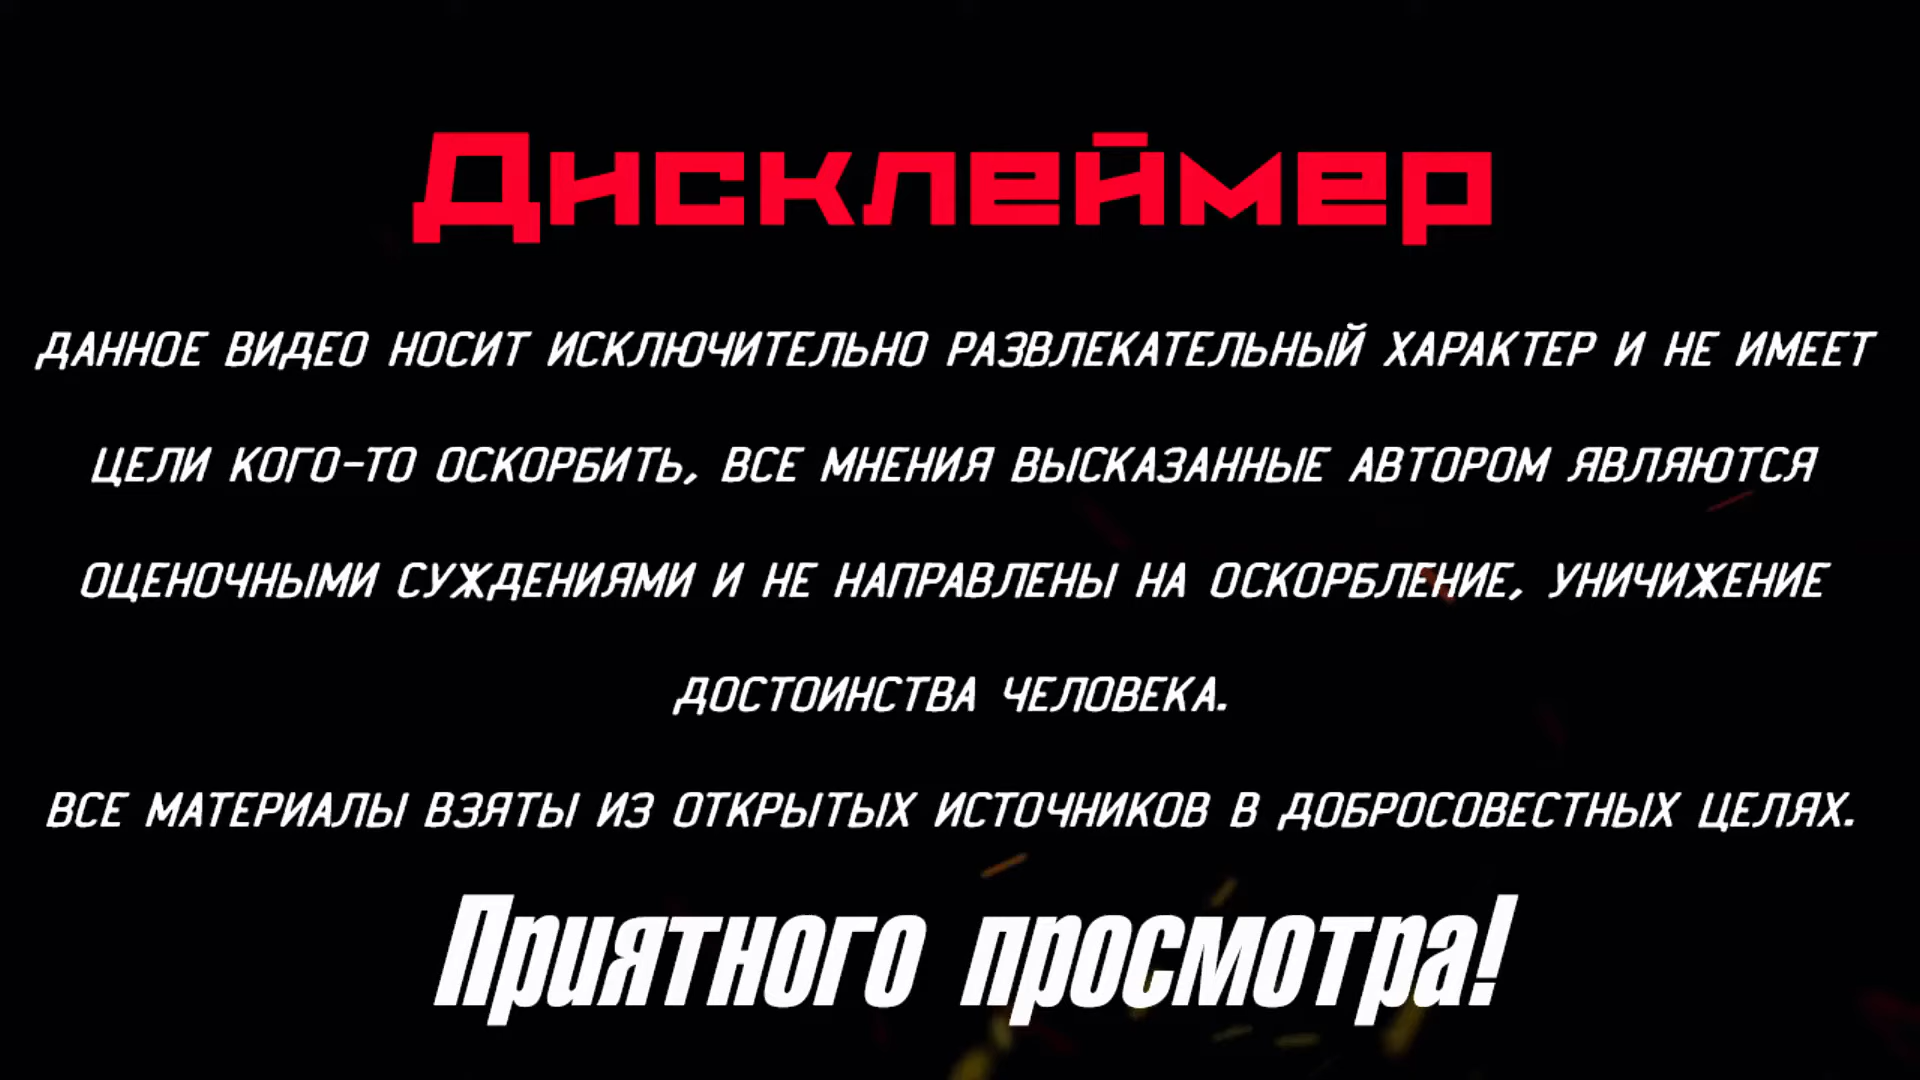 Дисклеймер
ДАННОЕ ВИДЕО НОСИТ ИСКЛЮЧИТЕЛЬНО РАЗВЛЕКАТЕЛЬНЫЙ ХАРАКТЕР И НЕ ИМЕЕТ
ЦЕЛИ КОГО-ТО ОСКОРБИТЬ, ВСЕ МНЕНИЯ ВЫСКАЗАННЫЕ АВТОРОМ ЯВЛЯЮТСЯ
ОЦЕНОЧНЫМИ СУЖДЕНИЯМИ И НЕ НАПРАВЛЕНЫ НА ОСКОРБЛЕНИЕ, УНИЧИЖЕНИЕ
ДОСТОИНСТВА ЧЕЛОВЕКА.
ВСЕ МАТЕРИАЛЫ ВЗЯТЫ ИЗ ОТКРЫТЫХ ИСТОЧНИКОВ В ДОБРОСОВЕСТНЫХ ЦЕЛЯХ.
Приятного просмотра!